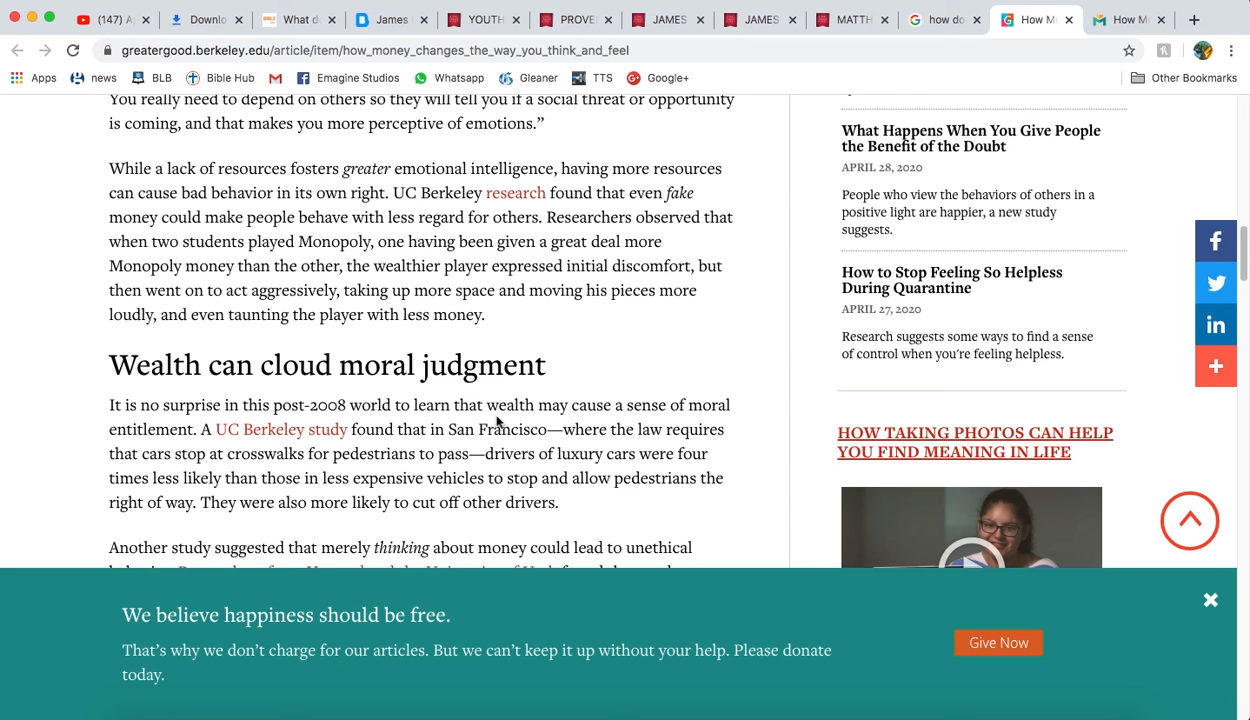 (147) A
Downlo
What d
James
YOUTH
PROVE
JAMES
JAMES
MATTH
how do
How M
How M
greatergood.berkeley.edu/article/item/how_money_changes_the_way_you_think_and_feel
Apps
news
BLB
Bible Hub
Emagine Studios
Whatsapp
Gleaner
TTS
Google+
Other Bookmarks
You really need to depend on others so they will tell you if a social threat or opportunity
is coming, and that makes you more perceptive of emotions.”
While a lack of resources fosters greater emotional intelligence, having more resources
can cause bad behavior in its own right. UC Berkeley research found that even fake
money could make people behave with less regard for others. Researchers observed that
when two students played Monopoly, one having been given a great deal more
Monopoly money than the other, the wealthier player expressed initial discomfort, but
then went on to act aggressively, taking up more space and moving his pieces more
loudly, and even taunting the player with less money.
Wealth can cloud moral judgment
It is no surprise in this post-2008 world to learn that wealth may cause a sense of moral
entitlement. A UC Berkeley study found that in San Francisco—where the law requires
that cars stop at crosswalks for pedestrians to pass—drivers of luxury cars were four
times less likely than those in less expensive vehicles to stop and allow pedestrians the
right of way. They were also more likely to cut off other drivers.
Another study suggested that merely thinking about money could lead to unethical
What Happens When You Give People
the Benefit of the Doubt
APRIL 28, 2020
People who view the behaviors of others in a
positive light are happier, a new study
suggests.
How to Stop Feeling So Helpless
During Quarantine
APRIL 27, 2020
Research suggests some ways to find a sense
of control when you’re feeling helpless.
HOW TAKING PHOTOS CAN HELP
YOU FIND MEANING IN LIFE
We believe happiness should be free.
That’s why we don’t charge for our articles. But we can’t keep it up without your help. Please donate
today.
Give Now